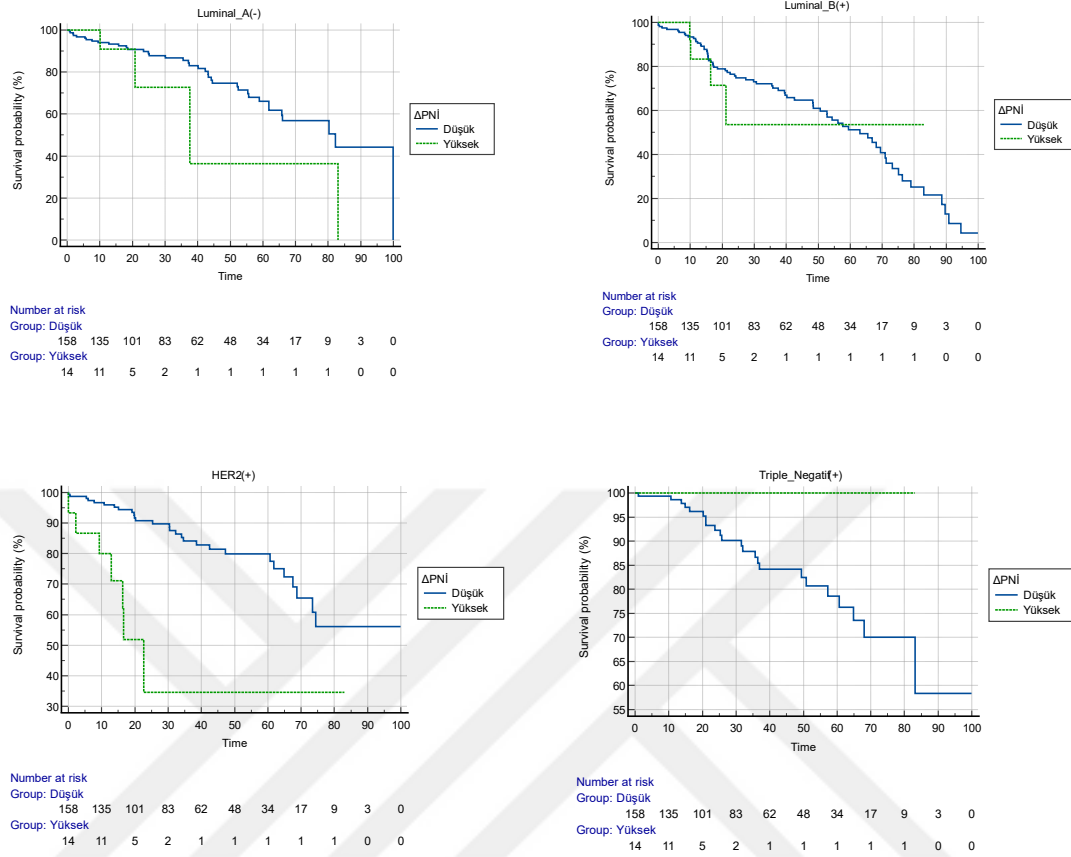 Luminal_A(-)
Survival probability (%)
100
80
60
40
20
0
0 10 20 30 40 50 60 70 80 90 100
Time
ΔPNİ
Düşük
Yüksek
Number at risk
Group: Düşük
158 135 101 83 62 48 34 17 9 3 0
Group: Yüksek
14 11 5 2 1 1 1 1 1 0 0
Luminal_B(+)
Survival probability (%)
100
80
60
40
20
0
0 10 20 30 40 50 60 70 80 90 100
Time
ΔPNİ
Düşük
Yüksek
Number at risk
Group: Düşük
158 135 101 83 62 48 34 17 9 3 0
Group: Yüksek
14 11 5 2 1 1 1 1 1 0 0
HER2(+)
Survival probability (%)
100
90
80
70
60
50
40
30
0 10 20 30 40 50 60 70 80 90 100
Time
ΔPNİ
Düşük
Yüksek
Number at risk
Group: Düşük
158 135 101 83 62 48 34 17 9 3 0
Group: Yüksek
14 11 5 2 1 1 1 1 1 0 0
Triple_Negatif(+)
Survival probability (%)
100
95
90
85
80
75
70
65
60
55
0 10 20 30 40 50 60 70 80 90 100
Time
ΔPNİ
Düşük
Yüksek
Number at risk
Group: Düşük
158 135 101 83 62 48 34 17 9 3 0
Group: Yüksek
14 11 5 2 1 1 1 1 1 0 0